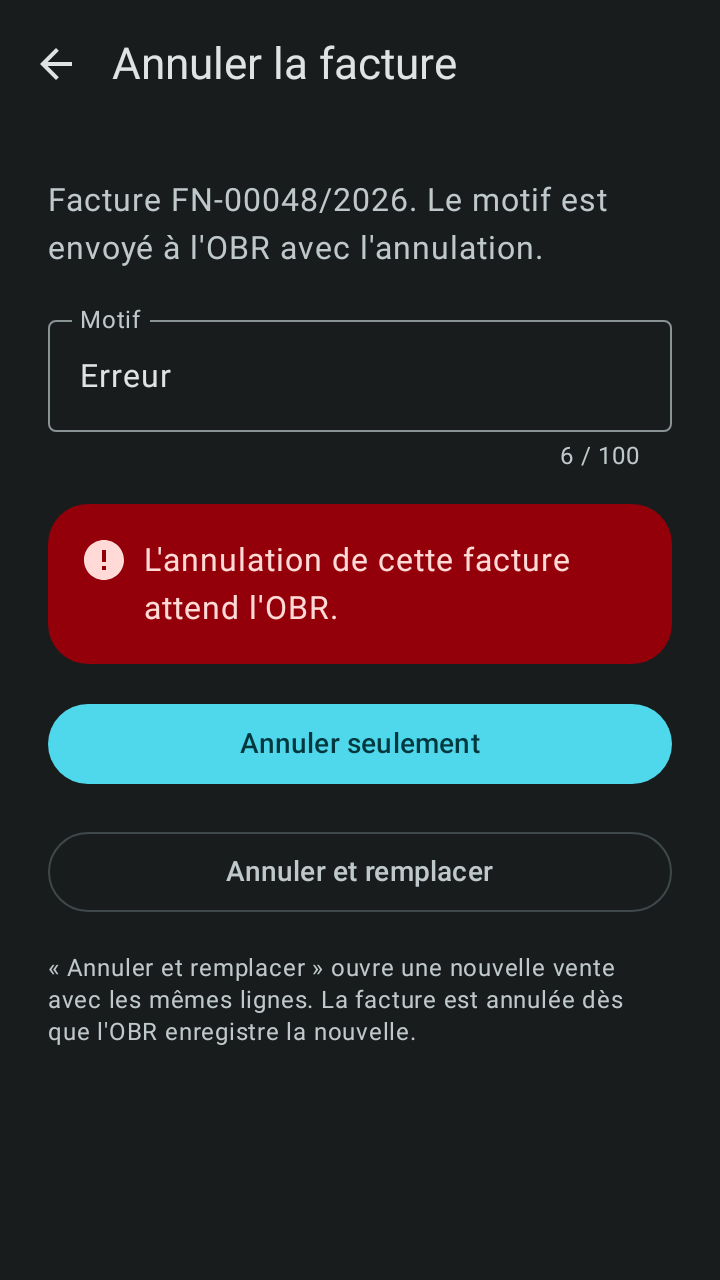 Annuler la facture
Facture FN-00048/2026. Le motif est
envoyé à l'OBR avec l'annulation.
Motif
Erreur
6 / 100
L'annulation de cette facture
attend l'OBR.
Annuler seulement
Annuler et remplacer
« Annuler et remplacer » ouvre une nouvelle vente
avec les mêmes lignes. La facture est annulée dès
que l'OBR enregistre la nouvelle.